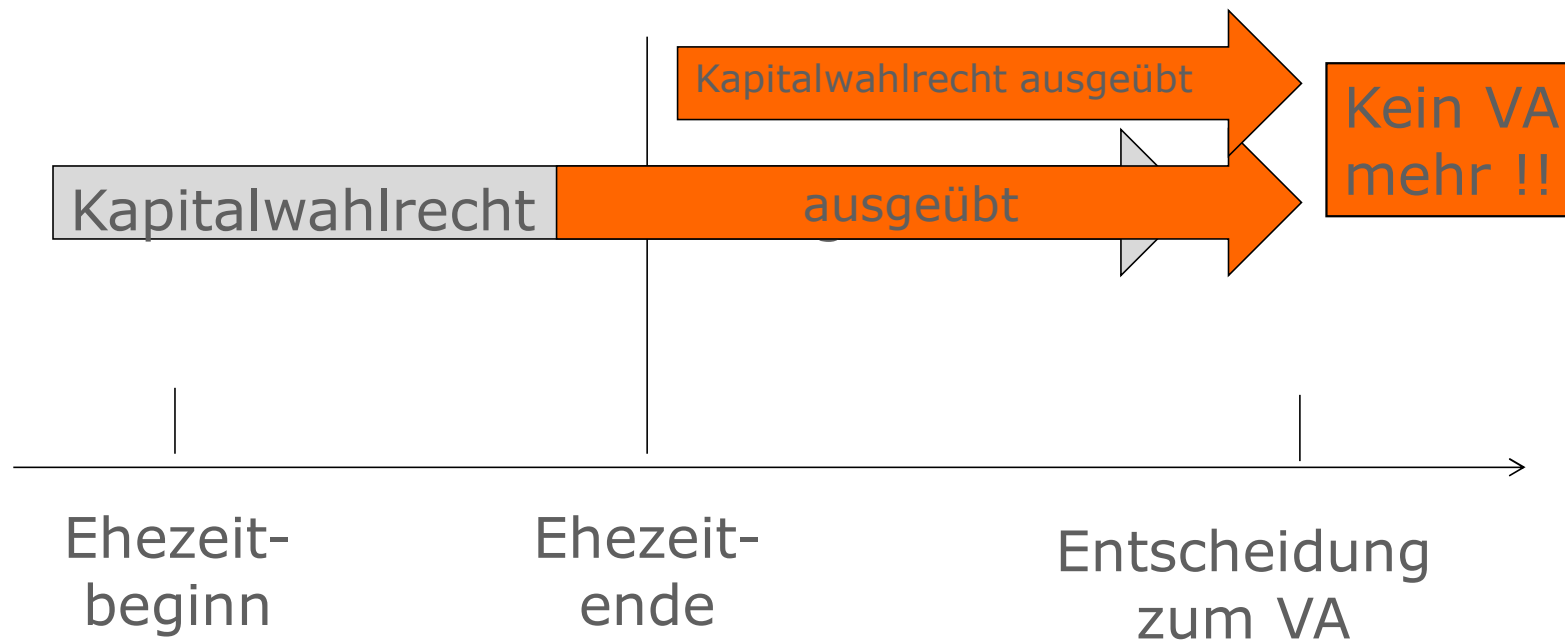 Kapitalwahlrecht ausgeübt
Kein VA
mehr !!
Kapitalwahlrecht
ausgeübt
Ehezeit-
beginn
Ehezeit-
ende
Entscheidung
zum VA